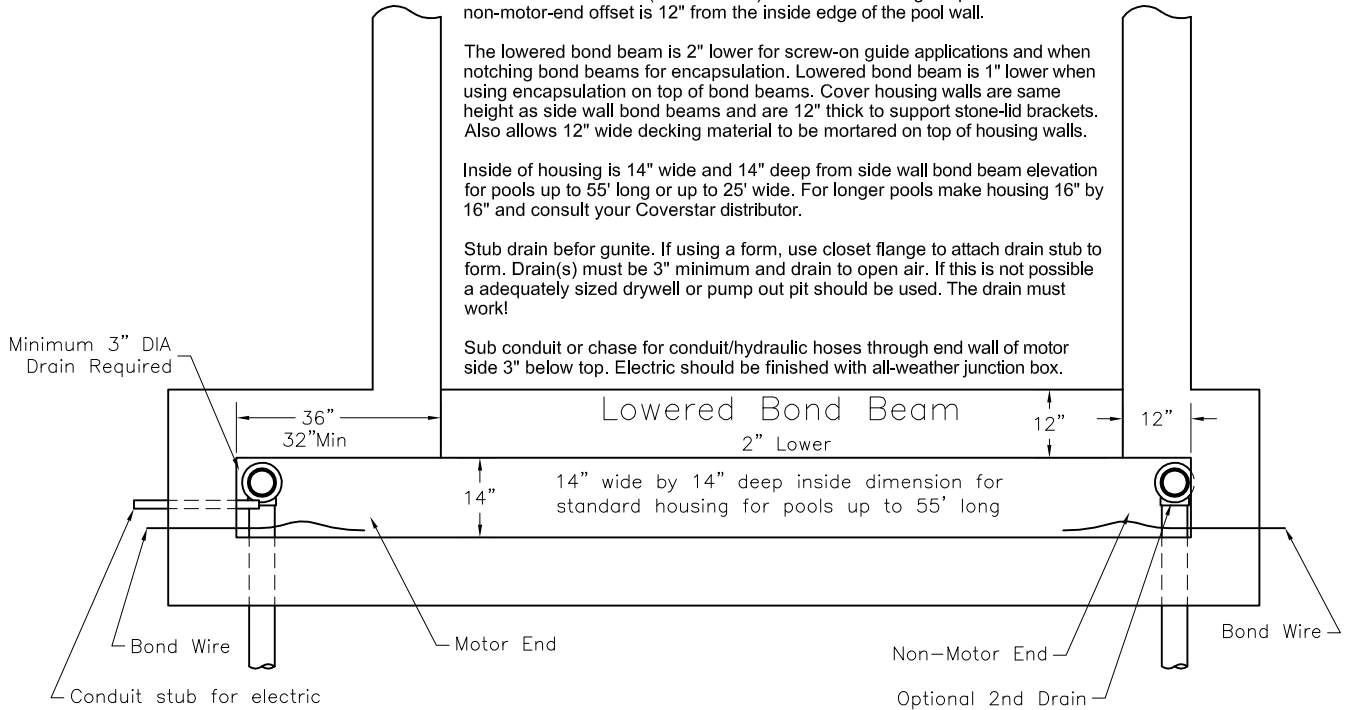 non-motor-end offset is 12" from the inside edge of the pool wall.
The lowered bond beam is 2" lower for screw-on guide applications and when
notching bond beams for encapsulation. Lowered bond beam is 1" lower when
using encapsulation on top of bond beams. Cover housing walls are same
height as side wall bond beams and are 12" thick to support stone-lid brackets.
Also allows 12" wide decking material to be mortared on top of housing walls.
Inside of housing is 14" wide and 14" deep from side wall bond beam elevation
for pools up to 55' long or up to 25' wide. For longer pools make housing 16" by
16" and consult your Coverstar distributor.
Stub drain befor gunite. If using a form, use closet flange to attach drain stub to
form. Drain(s) must be 3" minimum and drain to open air. If this is not possible
a adequately sized drywell or pump out pit should be used. The drain must
work!
Sub conduit or chase for conduit/hydraulic hoses through end wall of motor
side 3" below top. Electric should be finished with all-weather junction box.
Minimum 3" DIA
Drain Required
36"
32"Min
Lowered Bond Beam
2" Lower
12"
12"
14"
14" wide by 14" deep inside dimension for
standard housing for pools up to 55' long
Bond Wire
Motor End
Conduit stub for electric
Non-Motor End
Optional 2nd Drain
Bond Wire